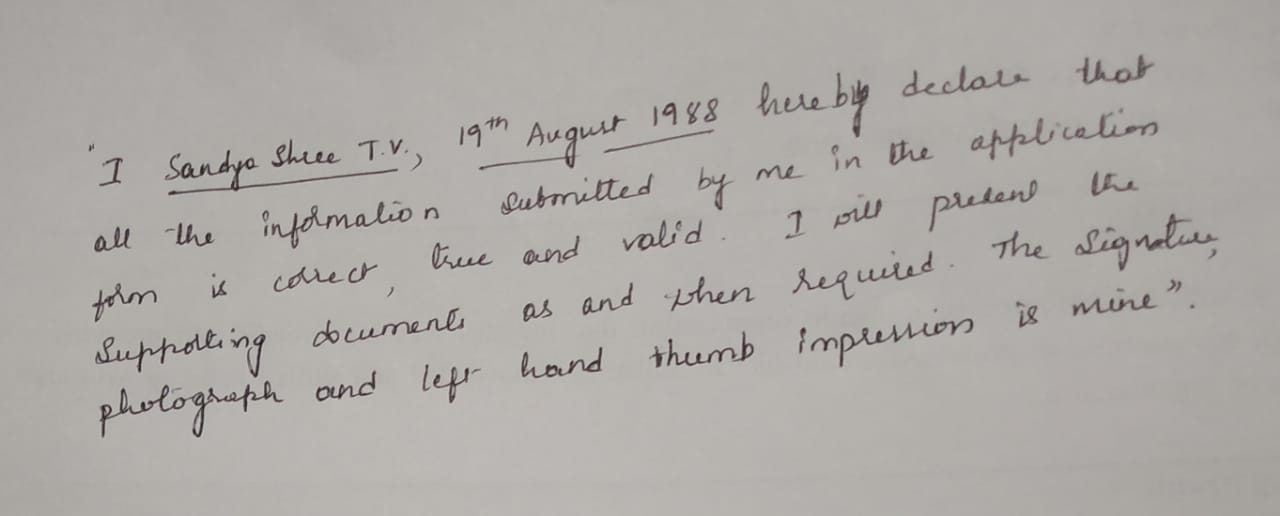 "I Sandya Shree T.V., 19th August 1988 hereby declare that
all the information submitted by me in the application
form is correct, true and valid. I will present the
Supporting documents as and when required. The Signature,
photograph and left hand thumb impression is mine".